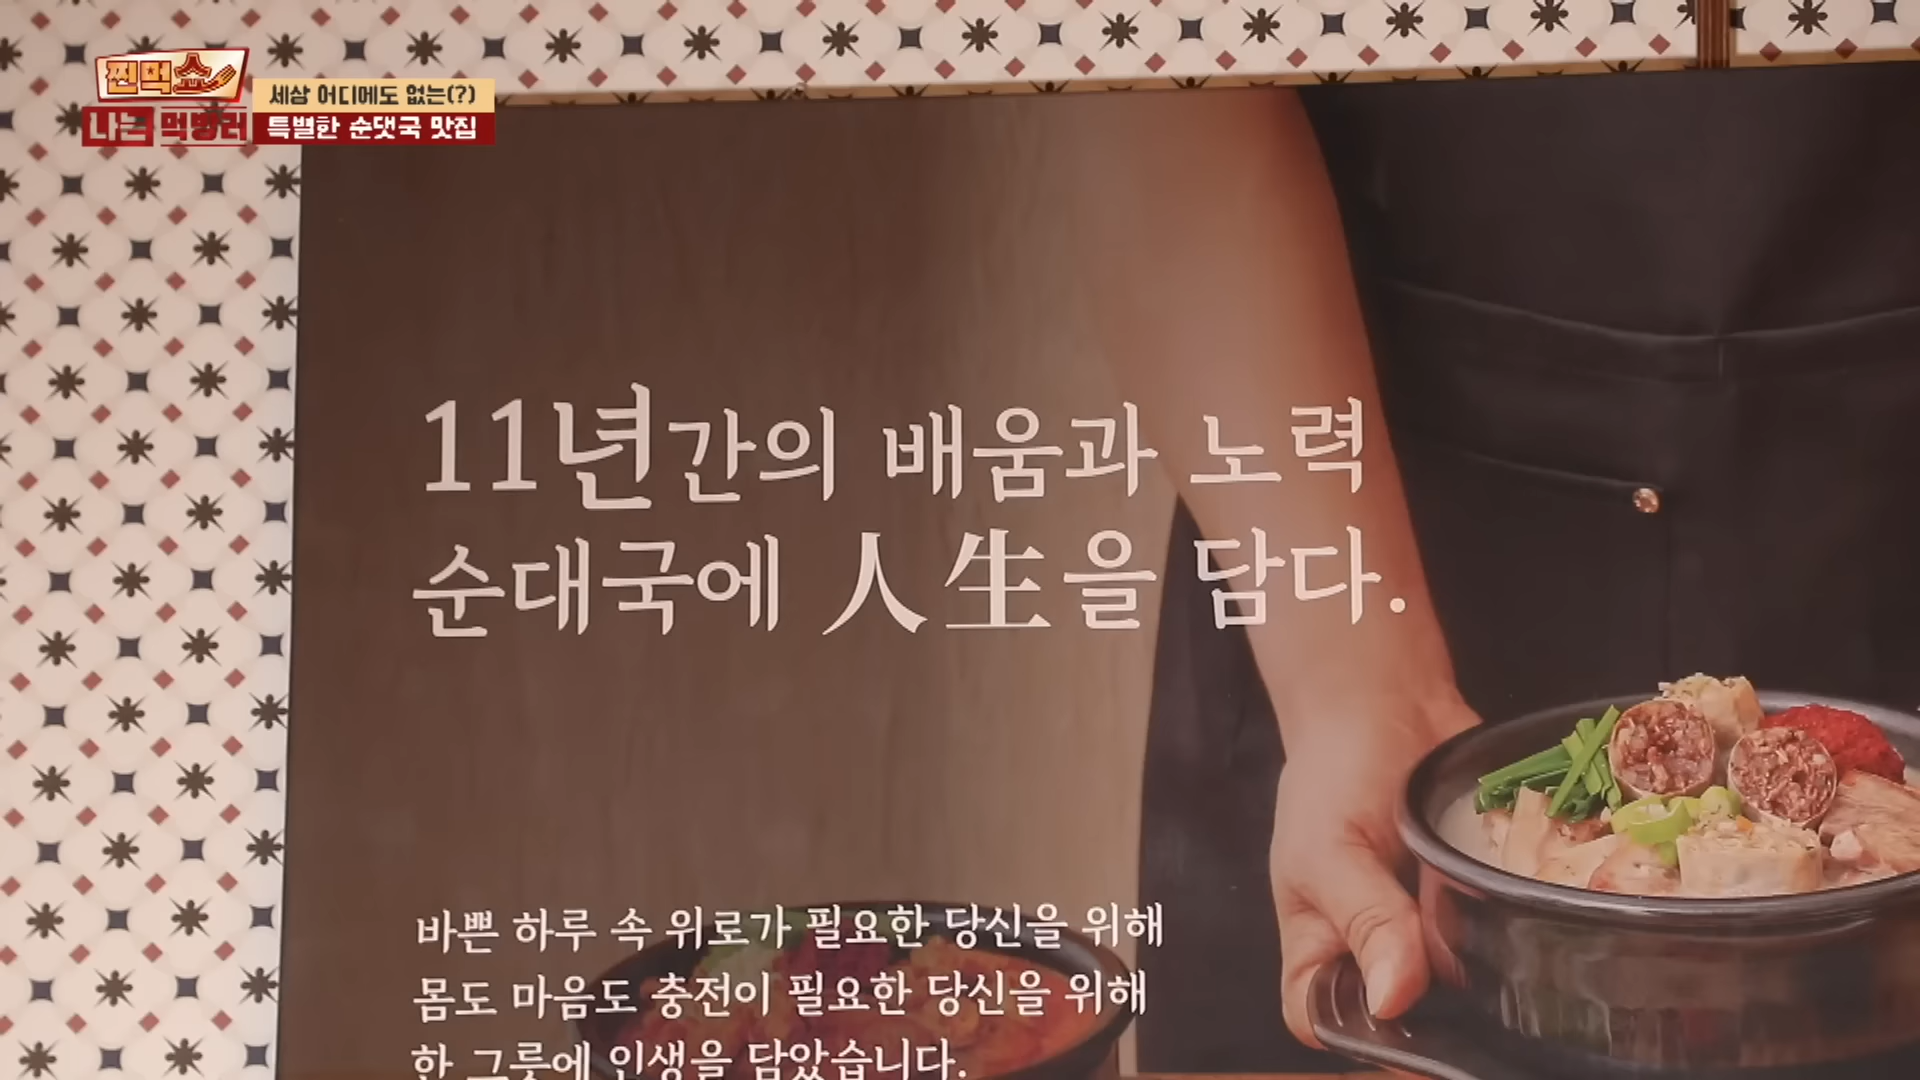 찐먹쇼
나는 먹방러
세상 어디에도 없는(?)
특별한 순댓국 맛집
11년간의 배움과 노력
순대국에 人生을 담다.
바쁜 하루 속 위로가 필요한 당신을 위해
몸도 마음도 충전이 필요한 당신을 위해
한 그릇에 인생을 담았습니다.